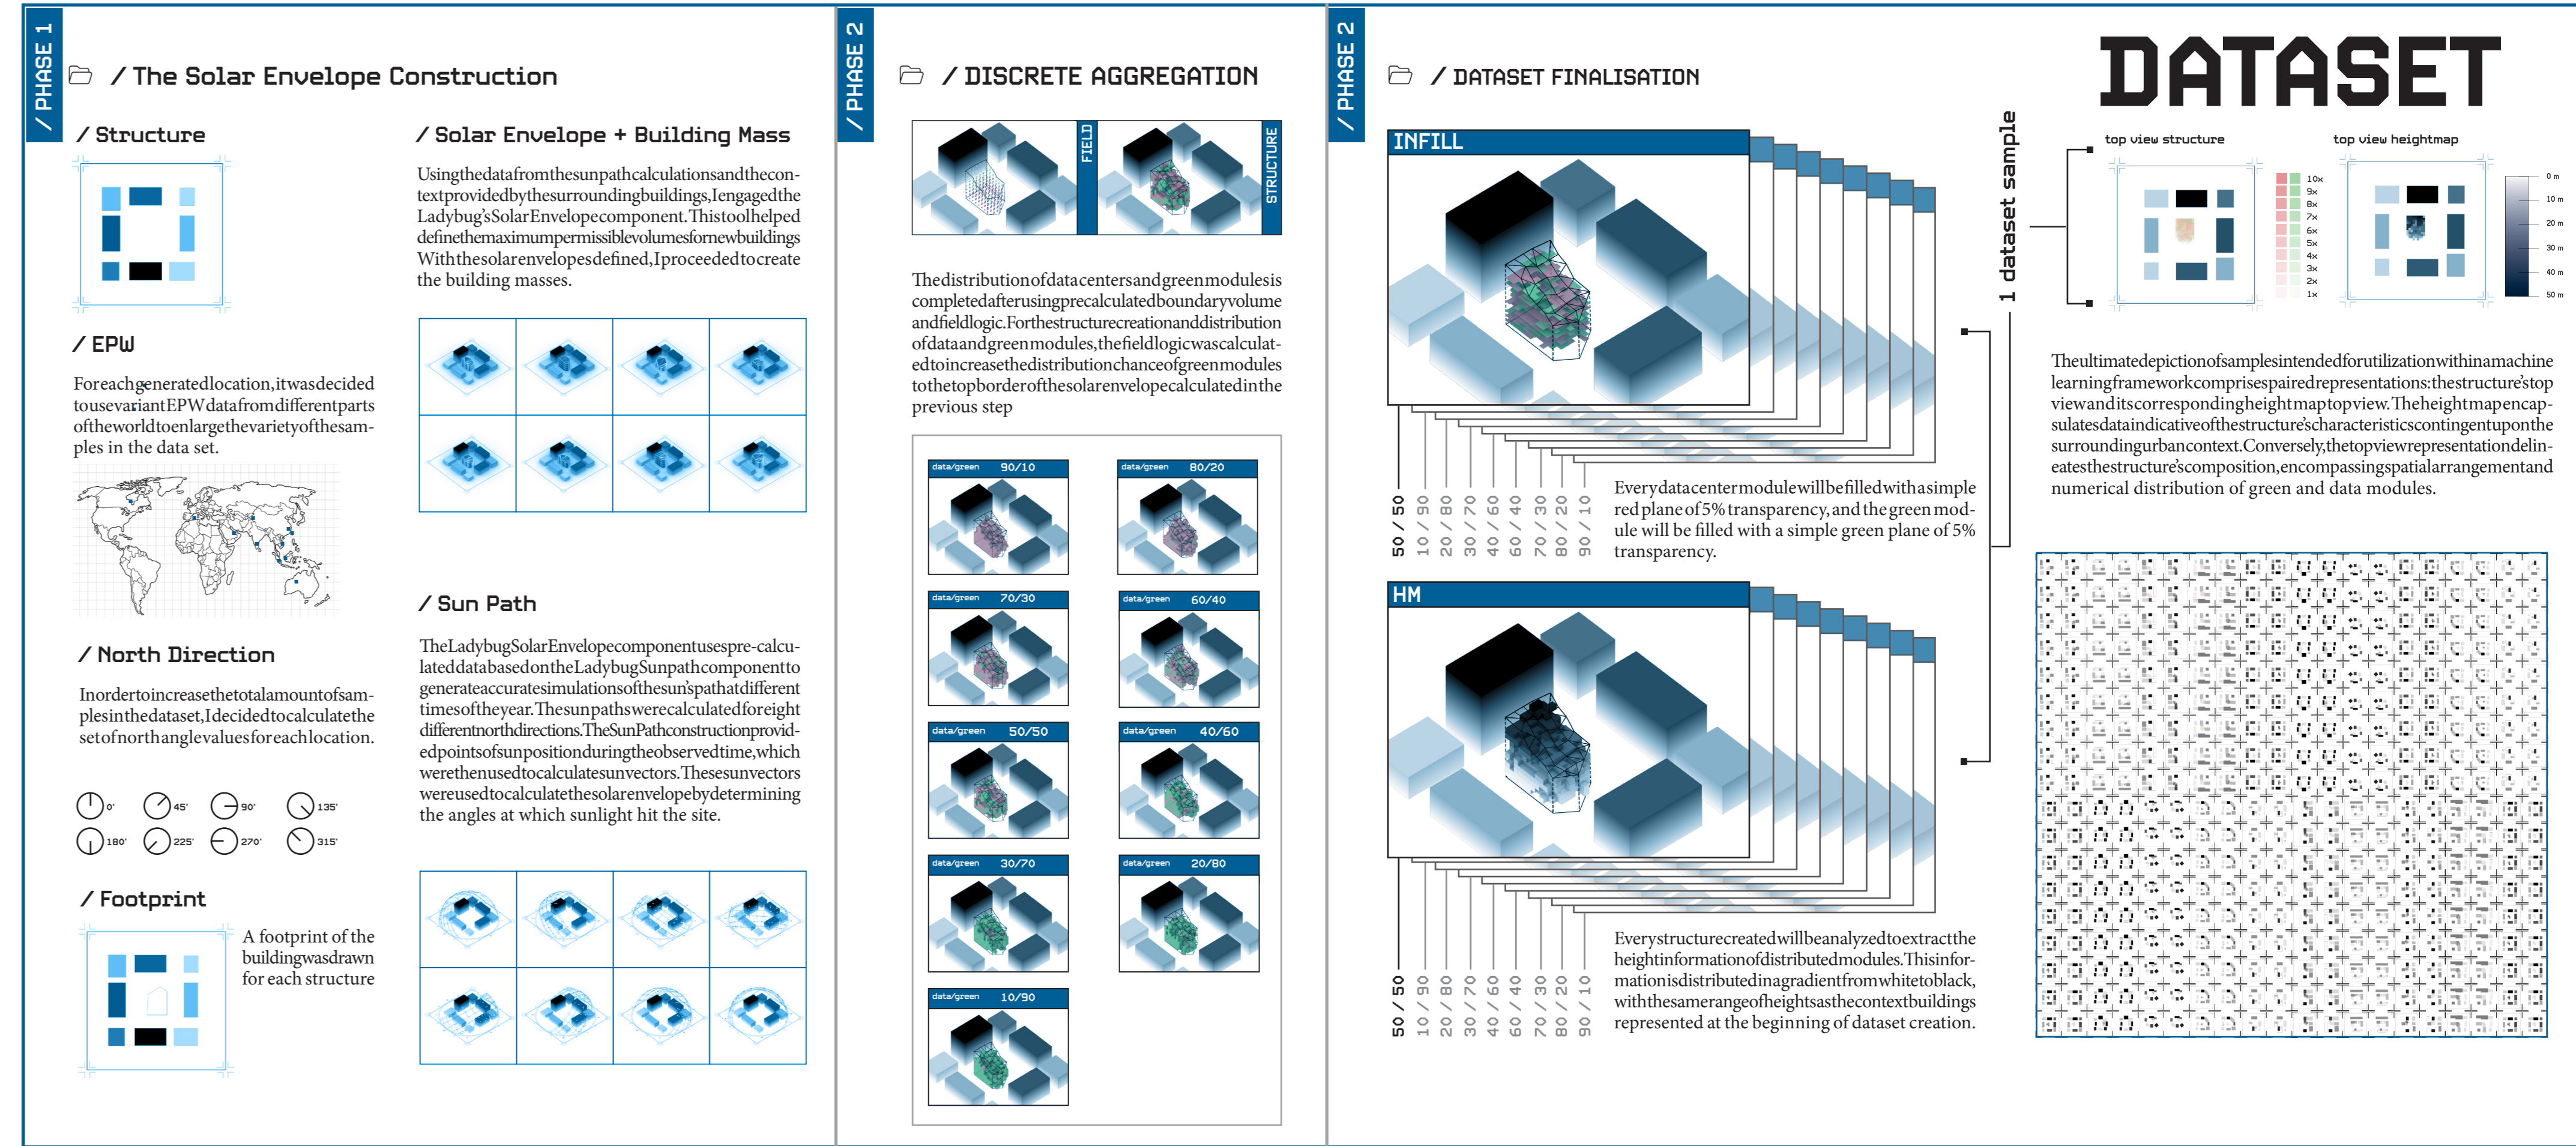 / PHASE 1
/ The Solar Envelope Construction
/ Structure
/ EPW
For each generated location, it was decided
to use variant EPW data from different parts
of the world to enlarge the variety of the sam-
ples in the data set.
/ North Direction
In order to increase the total amount of sam-
ples in the dataset, I decided to calculate the
set of north angle values for each location.
0° 45° 90° 135°
180° 225° 270° 315°
/ Footprint
A footprint of the
building was drawn
for each structure
/ Solar Envelope + Building Mass
Using the data from the sun path calculations and the con-
text provided by the surrounding buildings, I engaged the
Ladybug's Solar Envelope component. This tool helped
define the maximum permissible volumes for new buildings
With the solar envelopes defined, I proceeded to create
the building masses.
/ Sun Path
The Ladybug Solar Envelope component uses pre-calcu-
lated data based on the Ladybug Sunpath component to
generate accurate simulations of the sun's path at different
times of the year. The sun paths were calculated for eight
different north directions. The Sun Path construction provid-
ed points of sun position during the observed time, which
were then used to calculate sun vectors. These sun vectors
were used to calculate the solar envelope by determining
the angles at which sunlight hit the site.
/ PHASE 2
/ DISCRETE AGGREGATION
FIELD
STRUCTURE
The distribution of data centers and green modules is
completed after using precalculated boundary volume
and field logic. For the structure creation and distribution
of data and green modules, the field logic was calculat-
ed to increase the distribution chance of green modules
to the top border of the solar envelope calculated in the
previous step
data/green 90/10
data/green 80/20
data/green 70/30
data/green 60/40
data/green 50/50
data/green 40/60
data/green 30/70
data/green 20/80
data/green 10/90
/ PHASE 2
/ DATASET FINALISATION
INFILL
50 / 50
10 / 90
20 / 80
30 / 70
40 / 60
60 / 40
70 / 30
80 / 20
90 / 10
Every data center module will be filled with a simple
red plane of 5% transparency, and the green mod-
ule will be filled with a simple green plane of 5%
transparency.
HM
50 / 50
10 / 90
20 / 80
30 / 70
40 / 60
60 / 40
70 / 30
80 / 20
90 / 10
Every structure created will be analyzed to extract the
height information of distributed modules. This infor-
mation is distributed in a gradient from white to black,
with the same range of heights as the context buildings
represented at the beginning of dataset creation.
1 dataset sample
DATASET
top view structure
10x
9x
8x
7x
6x
5x
4x
3x
2x
1x
top view heightmap
0 m
10 m
20 m
30 m
40 m
50 m
The ultimate depiction of samples intended for utilization within a machine
learning framework comprises paired representations: the structure's top
view and its corresponding height map top view. The height map encap-
sulates data indicative of the structure's characteristics contingent upon the
surrounding urban context. Conversely, the top view representation delin-
eates the structure's composition, encompassing spatial arrangement and
numerical distribution of green and data modules.